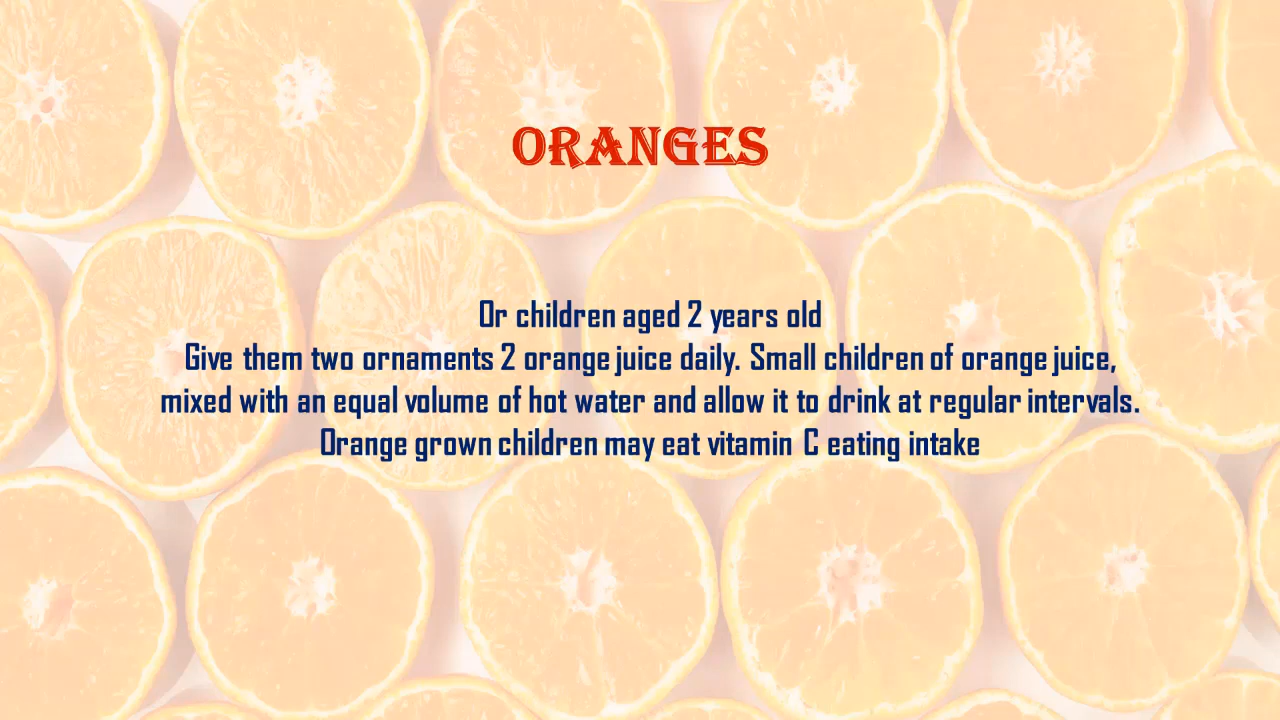 ORANGES
Or children aged 2 years old
Give them two ornaments 2 orange juice daily. Small children of orange juice,
mixed with an equal volume of hot water and allow it to drink at regular intervals.
Orange grown children may eat vitamin C eating intake